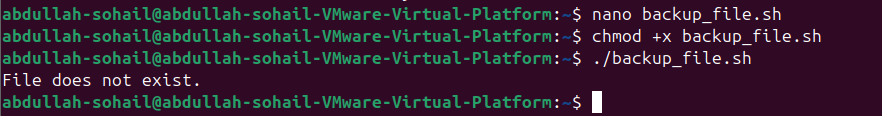 abdullah-sohail@abdullah-sohail-VMware-Virtual-Platform:~$ nano backup_file.sh
abdullah-sohail@abdullah-sohail-VMware-Virtual-Platform:~$ chmod +x backup_file.sh
abdullah-sohail@abdullah-sohail-VMware-Virtual-Platform:~$ ./backup_file.sh
File does not exist.
abdullah-sohail@abdullah-sohail-VMware-Virtual-Platform:~$